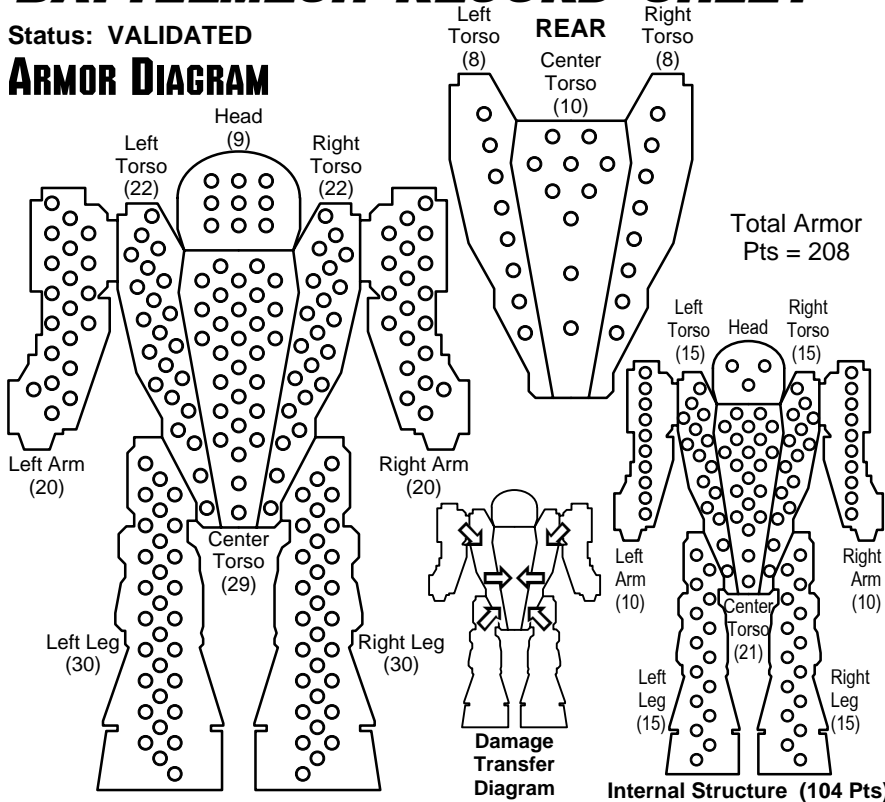 BATTLEMECH RECORD SHEET
Status: VALIDATED
ARMOR DIAGRAM
Head
(9)
Left
Torso
(22)
Right
Torso
(22)
Left Arm
(20)
Right Arm
(20)
Center
Torso
(29)
Left Leg
(30)
Right Leg
(30)
REAR
Left
Torso
(8)
Center
Torso
(10)
Right
Torso
(8)
Total Armor
Pts = 208
Left
Torso
(15)
Head
Right
Torso
(15)
Left
Arm
(10)
Right
Arm
(10)
Center
Torso
(21)
Left
Leg
(15)
Right
Leg
(15)
Damage
Transfer
Diagram
Internal Structure (104 Pts)